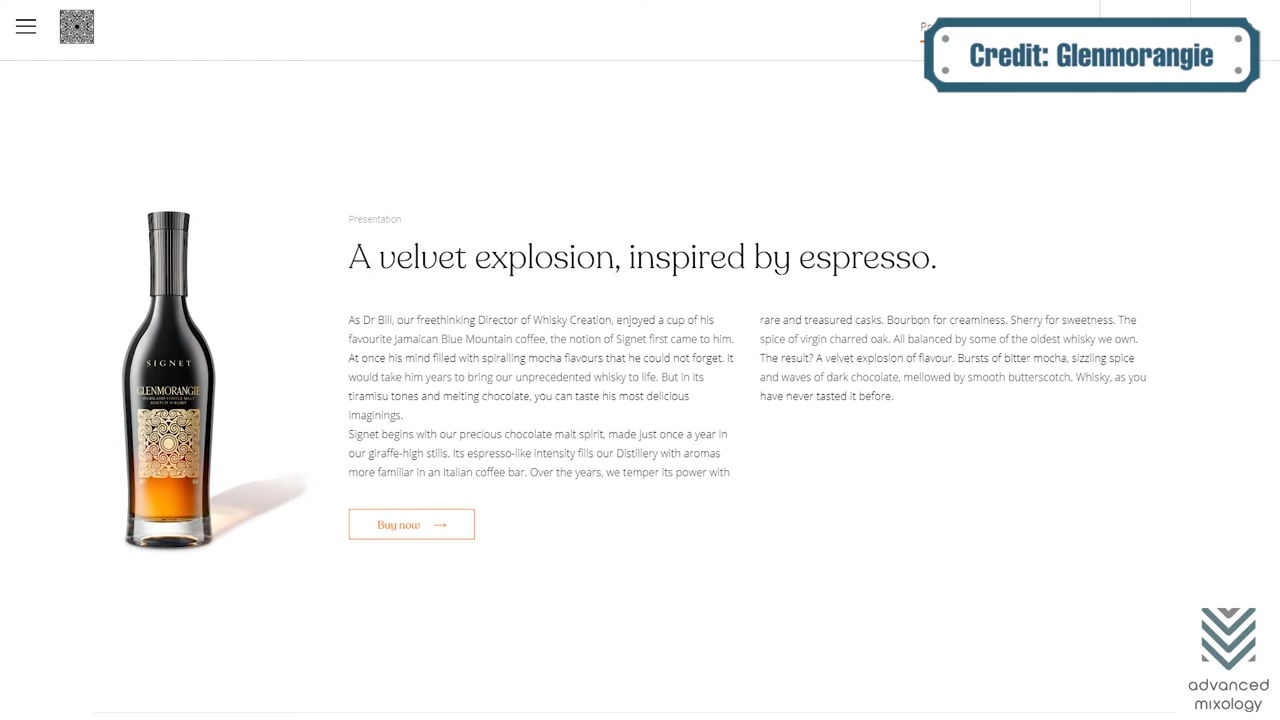 Credit: Glenmorangie
Presentation
A velvet explosion, inspired by espresso.
As Dr Bill, our freethinking Director of Whisky Creation, enjoyed a cup of his
favourite Jamaican Blue Mountain coffee, the notion of Signet first came to him.
At once his mind filled with spiralling mocha flavours that he could not forget. It
would take him years to bring our unprecedented whisky to life. But in its
tiramisu tones and melting chocolate, you can taste his most delicious
imaginings.
Signet begins with our precious chocolate malt spirit, made just once a year in
our giraffe-high stills. Its espresso-like intensity fills our Distillery with aromas
more familiar in an Italian coffee bar. Over the years, we temper its power with
rare and treasured casks. Bourbon for creaminess. Sherry for sweetness. The
spice of virgin charred oak. All balanced by some of the oldest whisky we own.
The result? A velvet explosion of flavour. Bursts of bitter mocha, sizzling spice
and waves of dark chocolate, mellowed by smooth butterscotch. Whisky, as you
have never tasted it before.
Buy now
SIGNET
GLENMORANGIE
HIGHLAND SINGLE MALT
SCOTCH WHISKY
advanced
mixology